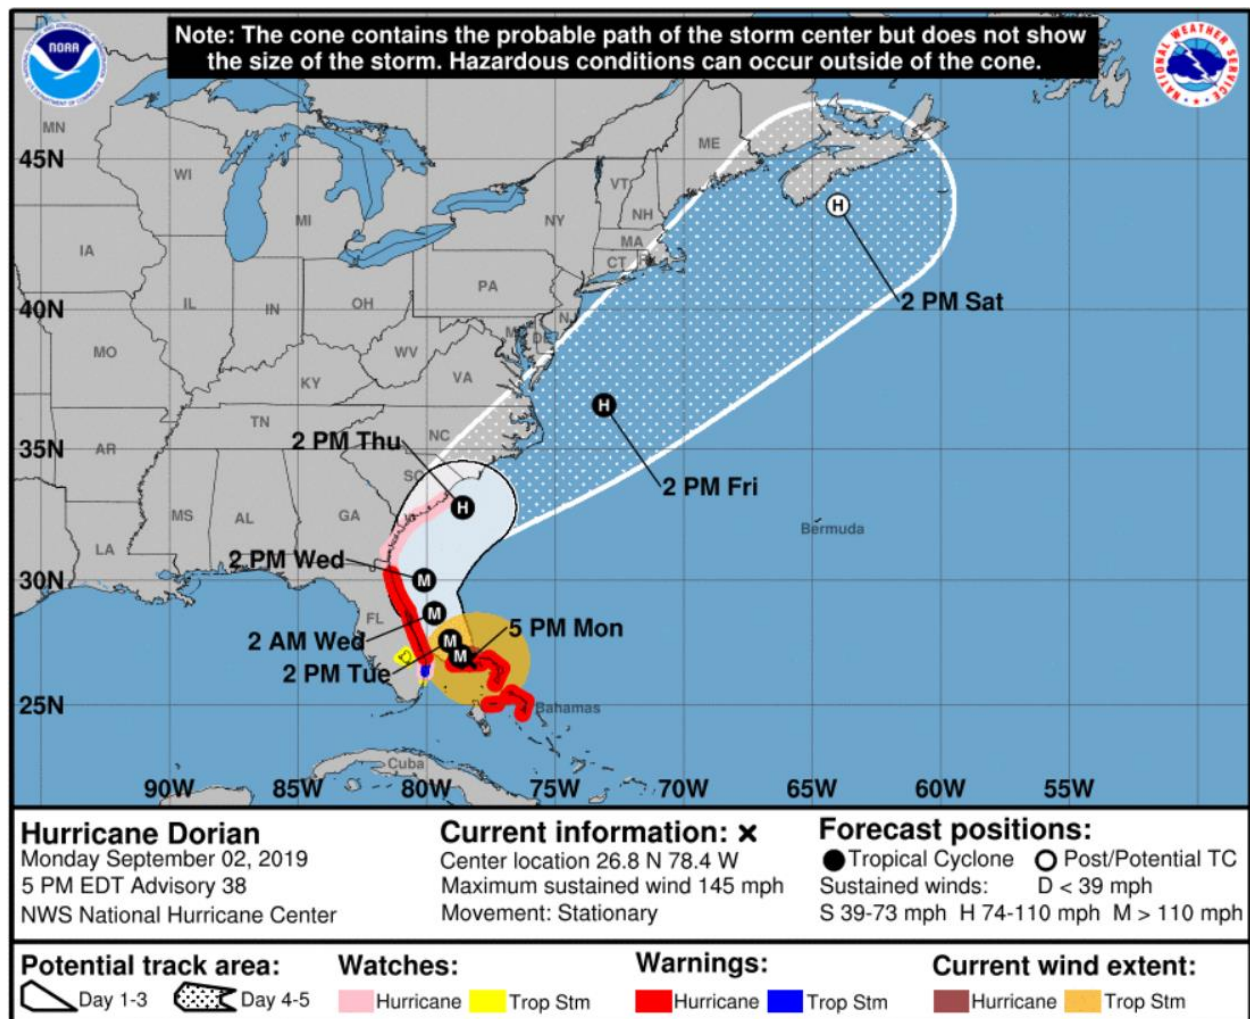 Note: The cone contains the probable path of the storm center but does not show
the size of the storm. Hazardous conditions can occur outside of the cone.
NOAA
NATIONAL WEATHER SERVICE
MN
ME
45N
WI
VT
MI
NY
NH
IA
MA
CT
PA
40N
2 PM Sat
IL
IN
OH
NJ
MO
WV
DE
KY
VA
H
TN
NC
2 PM Thu
35N
AR
SC
2 PM Fri
H
H
MS
AL
GA
Bermuda
LA
2 PM Wed
30N
M
M
FL
5 PM Mon
2 AM Wed
M
M
2 PM Tue
25N
Bahamas
Cuba
90W 85W 80W 75W 70W 65W 60W 55W
Hurricane Dorian
Monday September 02, 2019
5 PM EDT Advisory 38
NWS National Hurricane Center
Current information: x
Center location 26.8 N 78.4 W
Maximum sustained wind 145 mph
Movement: Stationary
Forecast positions:
Tropical Cyclone Post/Potential TC
Sustained winds: D < 39 mph
S 39-73 mph H 74-110 mph M > 110 mph
Potential track area:
Day 1-3 Day 4-5
Watches:
Hurricane Trop Stm
Warnings:
Hurricane Trop Stm
Current wind extent:
Hurricane Trop Stm